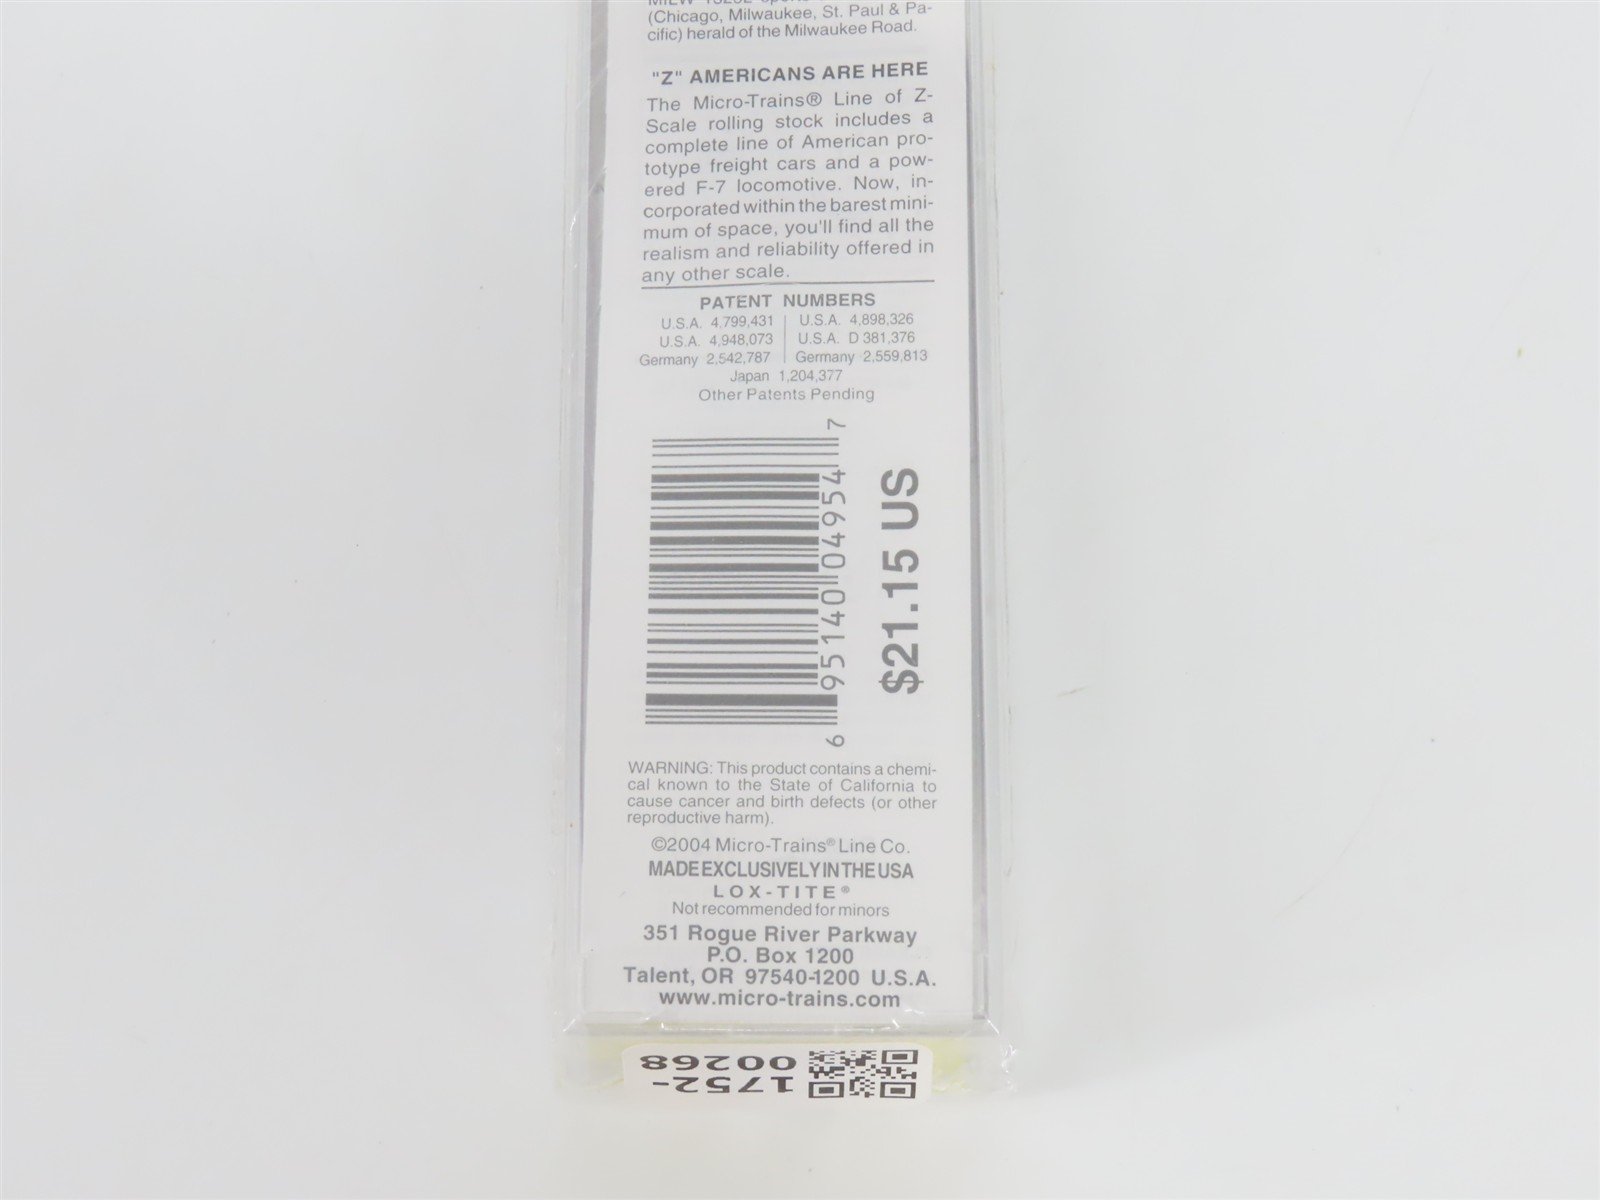 (Chicago, Milwaukee, St. Paul & Pa-
cific) herald of the Milwaukee Road.
"Z" AMERICANS ARE HERE
The Micro-Trains® Line of Z-
Scale rolling stock includes a
complete line of American pro-
totype freight cars and a pow-
ered F-7 locomotive. Now, in-
corporated within the barest mini-
mum of space, you'll find all the
realism and reliability offered in
any other scale.
PATENT NUMBERS
U.S.A. 4,799,431 | U.S.A. 4,898,326
U.S.A. 4,948,073 | U.S.A. D 381,376
Germany 2,542,787 | Germany 2,559,813
Japan 1,204,377
Other Patents Pending
6 95140 04954 7
$21.15 US
WARNING: This product contains a chemi-
cal known to the State of California to
cause cancer and birth defects (or other
reproductive harm).
©2004 Micro-Trains® Line Co.
MADE EXCLUSIVELY IN THE USA
LOX-TITE®
Not recommended for minors
351 Rogue River Parkway
P.O. Box 1200
Talent, OR 97540-1200 U.S.A.
www.micro-trains.com
1752-
00268